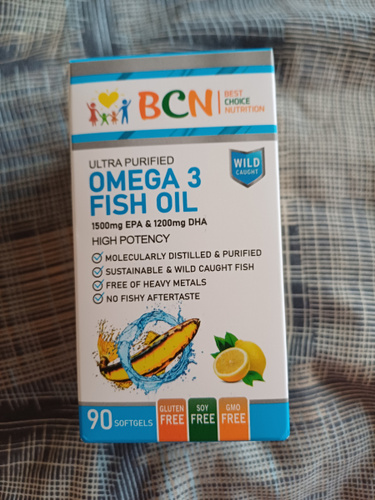 BCN
BEST
CHOICE
NUTRITION
ULTRA PURIFIED
OMEGA 3
FISH OIL
WILD
CAUGHT
1500mg EPA & 1200mg DHA
HIGH POTENCY
MOLECULARLY DISTILLED & PURIFIED
SUSTAINABLE & WILD CAUGHT FISH
FREE OF HEAVY METALS
NO FISHY AFTERTASTE
90 SOFTGELS
GLUTEN
FREE
SOY
FREE
GMO
FREE